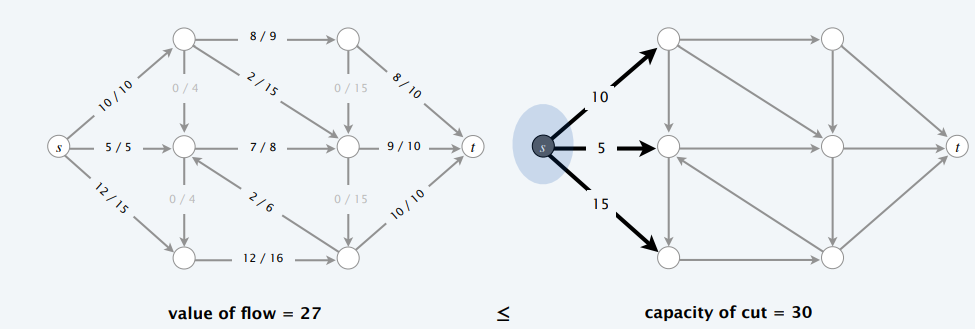 8 / 9
10 / 10
0 / 4
2 / 15
0 / 15
8 / 10
10
s
5 / 5
7 / 8
9 / 10
t
s
5
t
12 / 15
0 / 4
2 / 6
0 / 15
10 / 10
15
12 / 16
value of flow = 27
≤
capacity of cut = 30